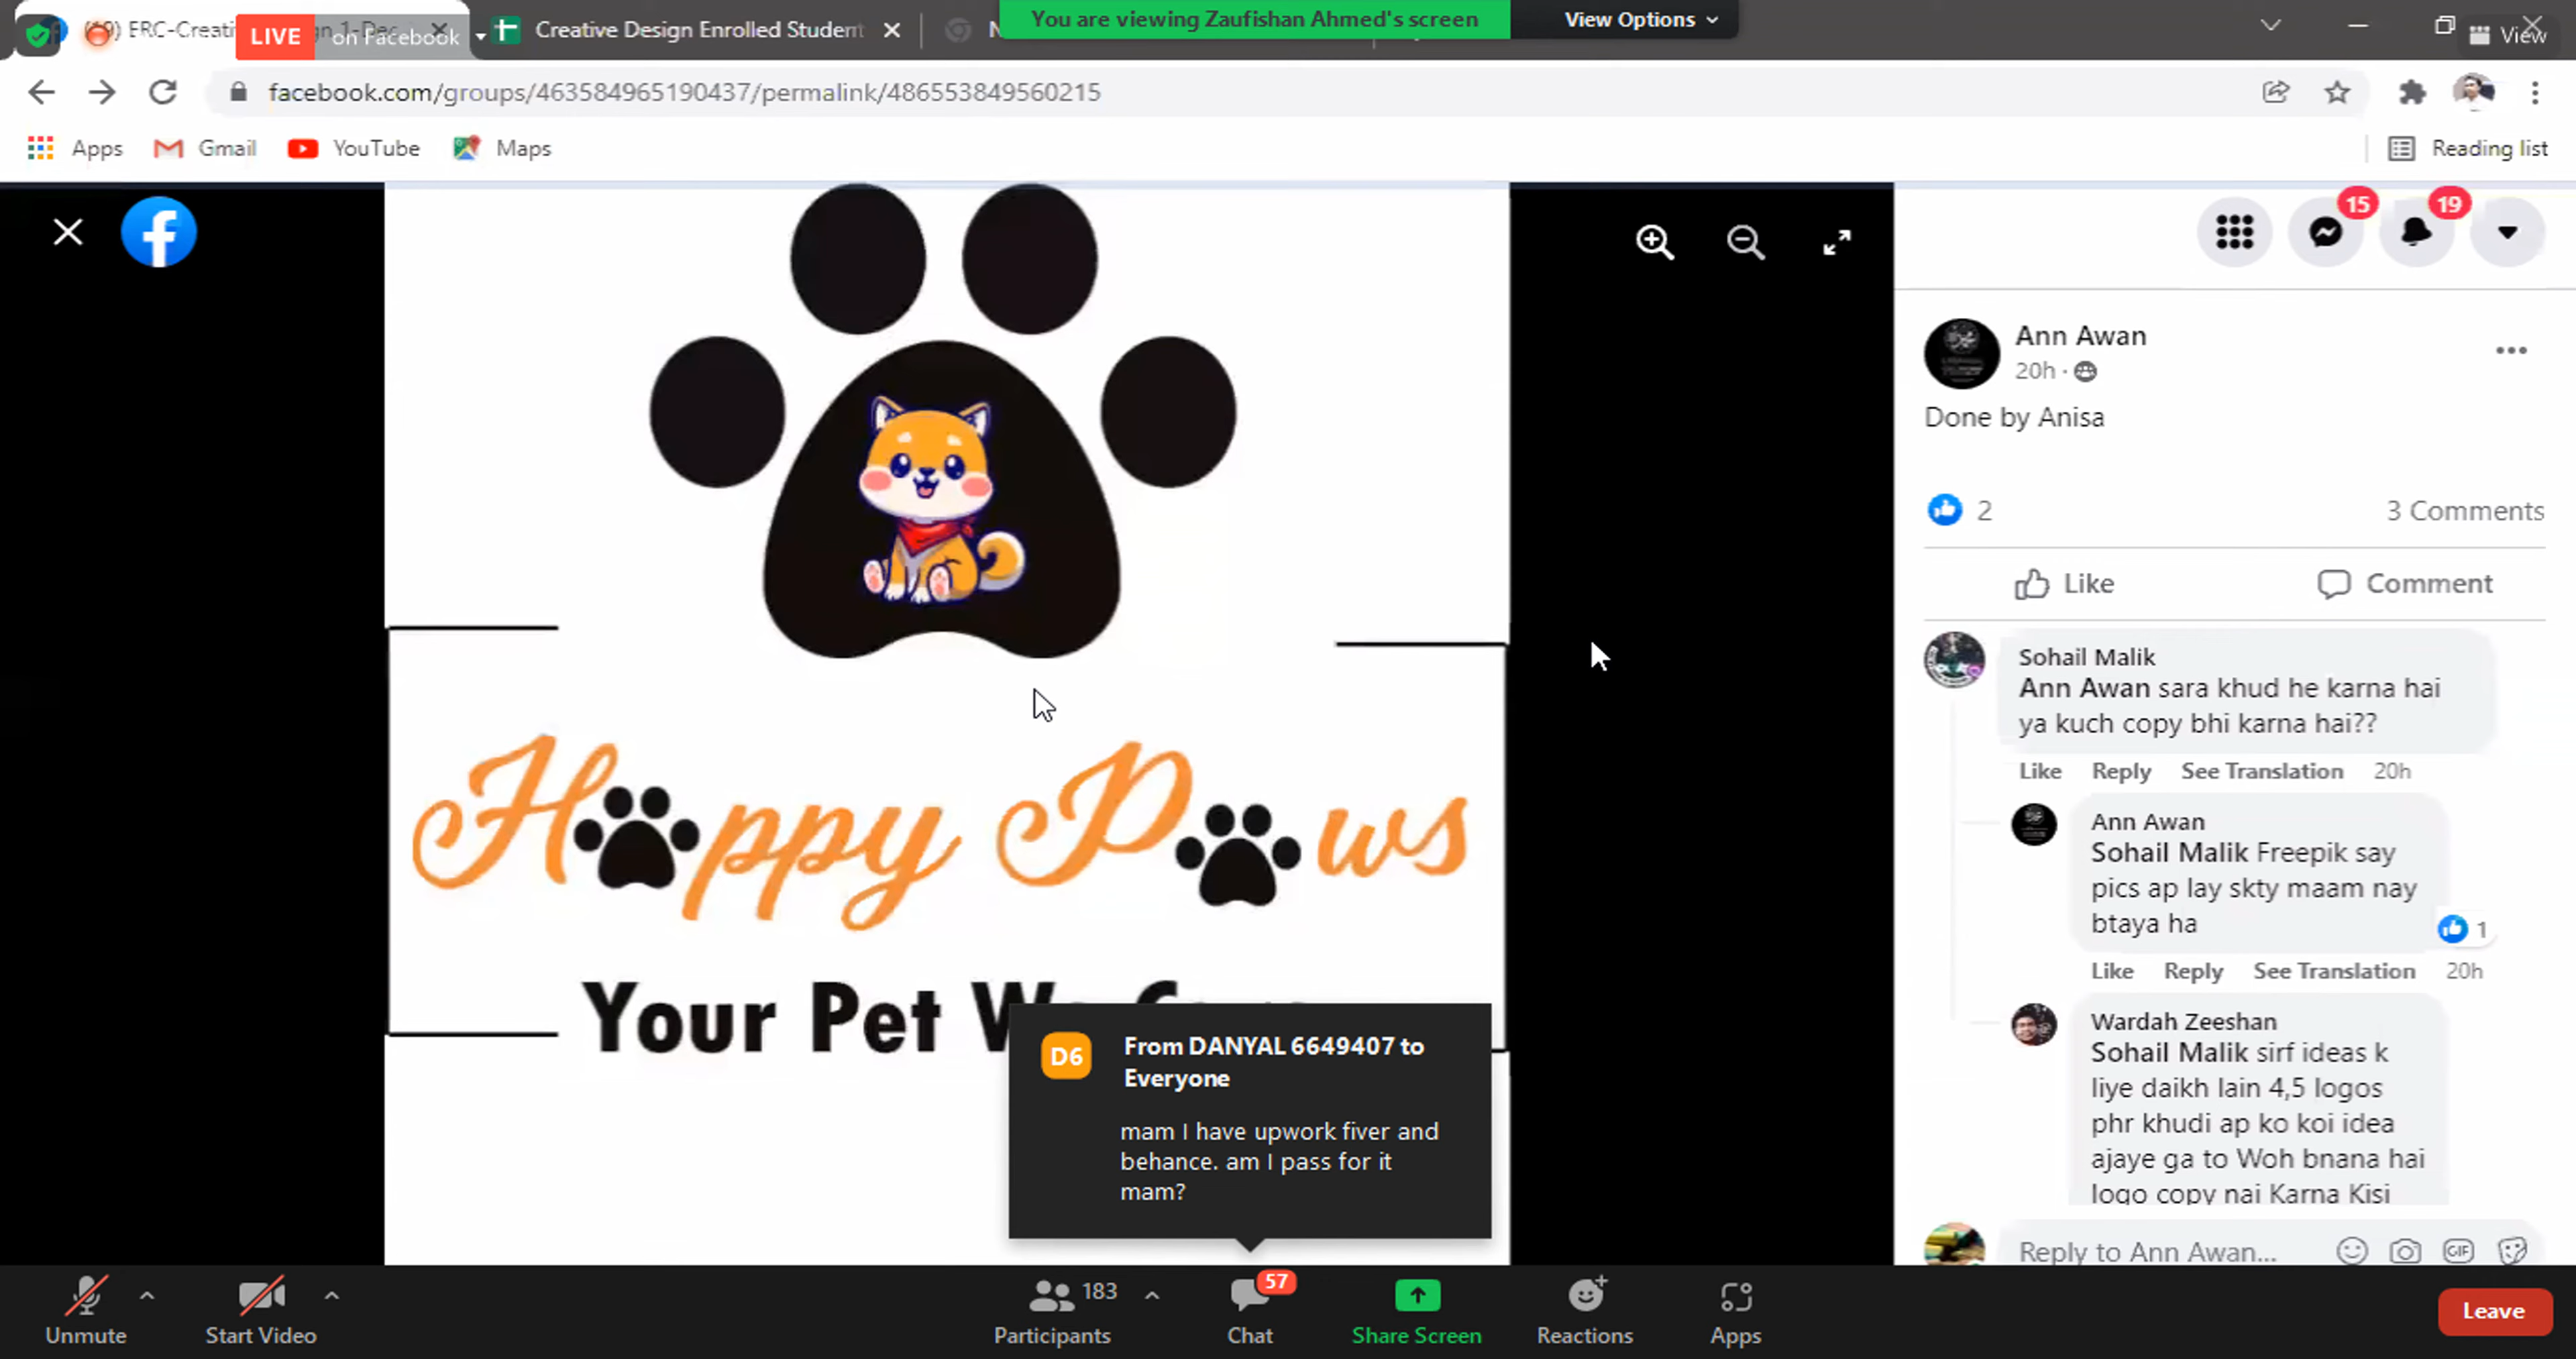 LIVE on Facebook
Creative Design Enrolled Student
You are viewing Zaufishan Ahmed's screen
View Options
View
facebook.com/groups/463584965190437/permalink/486553849560215
Apps
Gmail
YouTube
Maps
Reading list
15
19
Ann Awan
20h
Done by Anisa
2
3 Comments
Like
Comment
Sohail Malik
Ann Awan sara khud he karna hai
ya kuch copy bhi karna hai??
Like Reply See Translation 20h
Ann Awan
Sohail Malik Freepik say
pics ap lay skty maam nay
btaya ha
1
Like Reply See Translation 20h
Wardah Zeeshan
Sohail Malik sirf ideas k
liye daikh lain 4,5 logos
phr khudi ap ko koi idea
ajaye ga to Woh bnana hai
logo copy nai Karna Kisi
Reply to Ann Awan...
GIF
Happy Paws
Your Pet
D6
From DANYAL 6649407 to
Everyone
mam I have upwork fiver and
behance. am I pass for it
mam?
Unmute
Start Video
183
Participants
57
Chat
Share Screen
Reactions
Apps
Leave